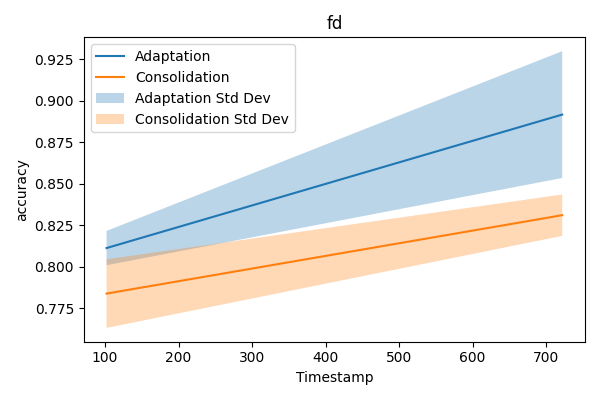 fd
Adaptation
Consolidation
Adaptation Std Dev
Consolidation Std Dev
accuracy
0.925
0.900
0.875
0.850
0.825
0.800
0.775
100 200 300 400 500 600 700
Timestamp